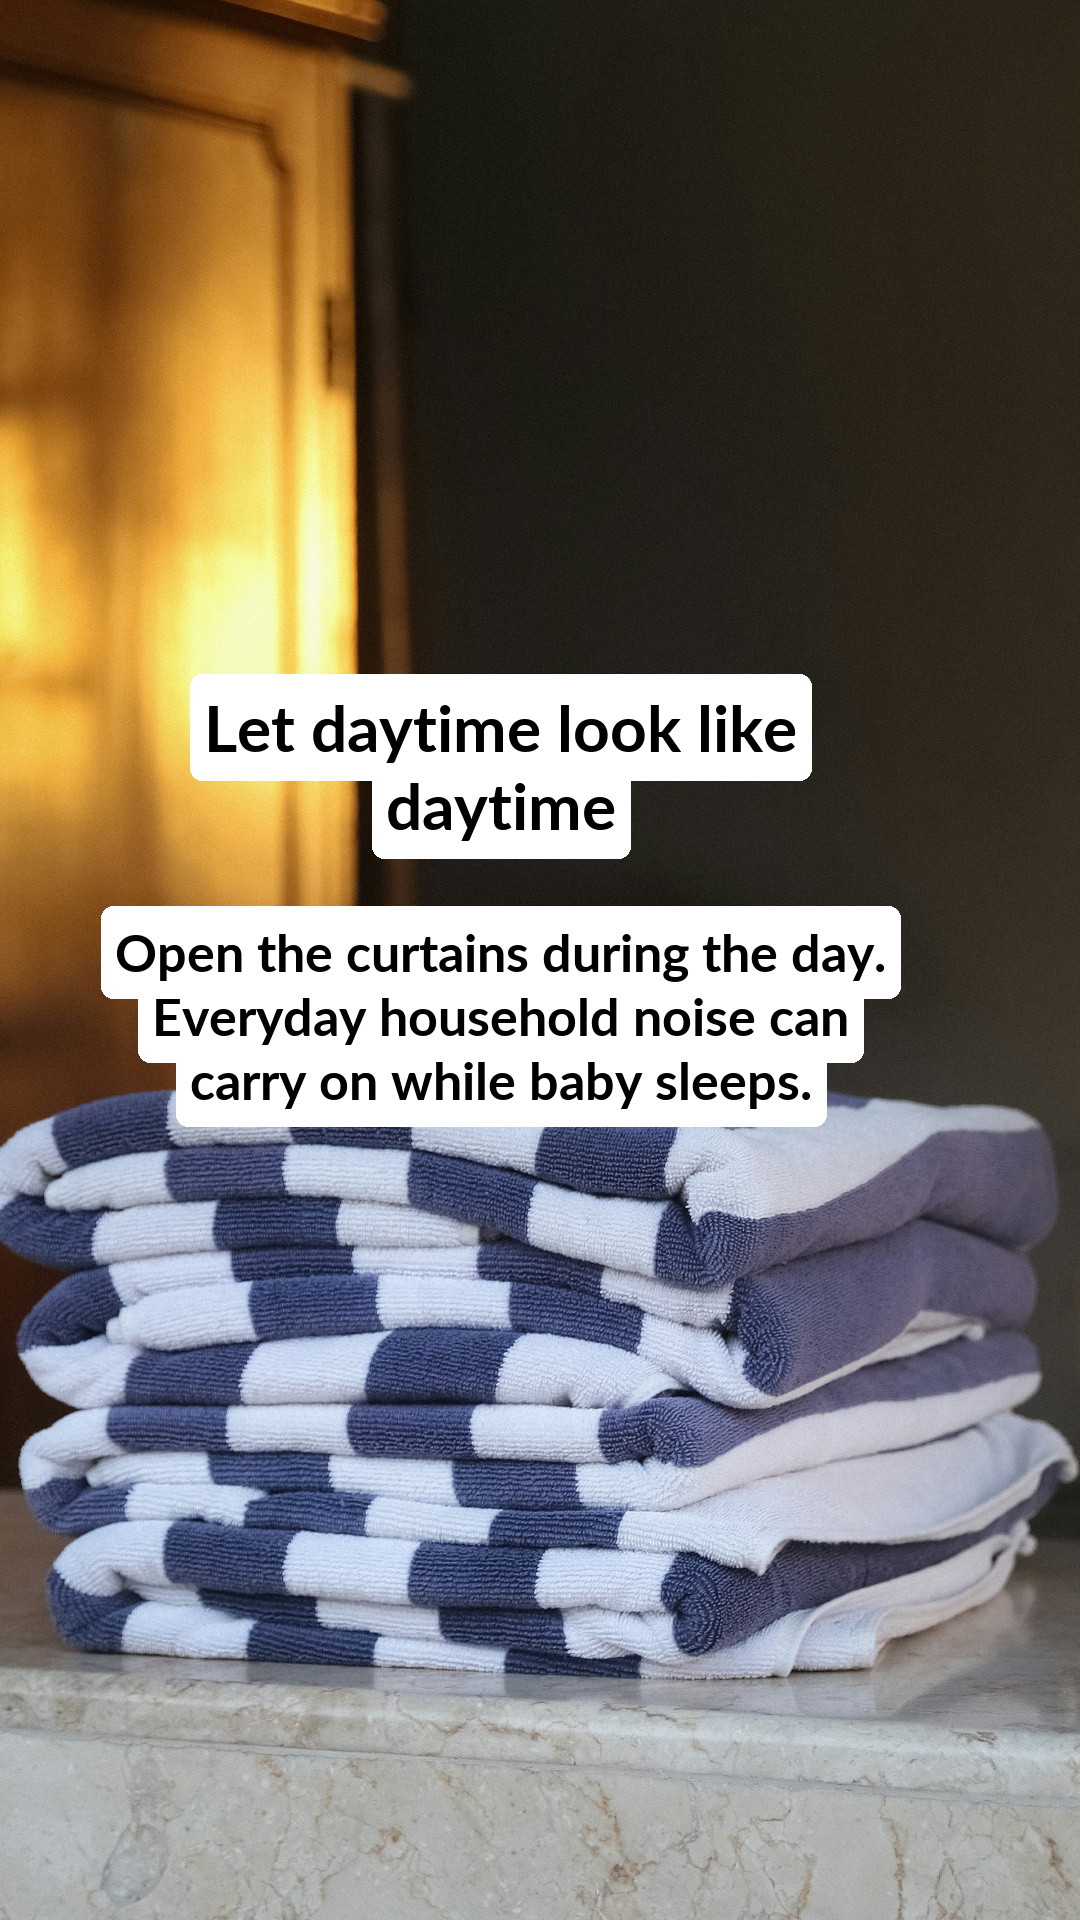 Let daytime look like
daytime
Open the curtains during the day.
Everyday household noise can
carry on while baby sleeps.